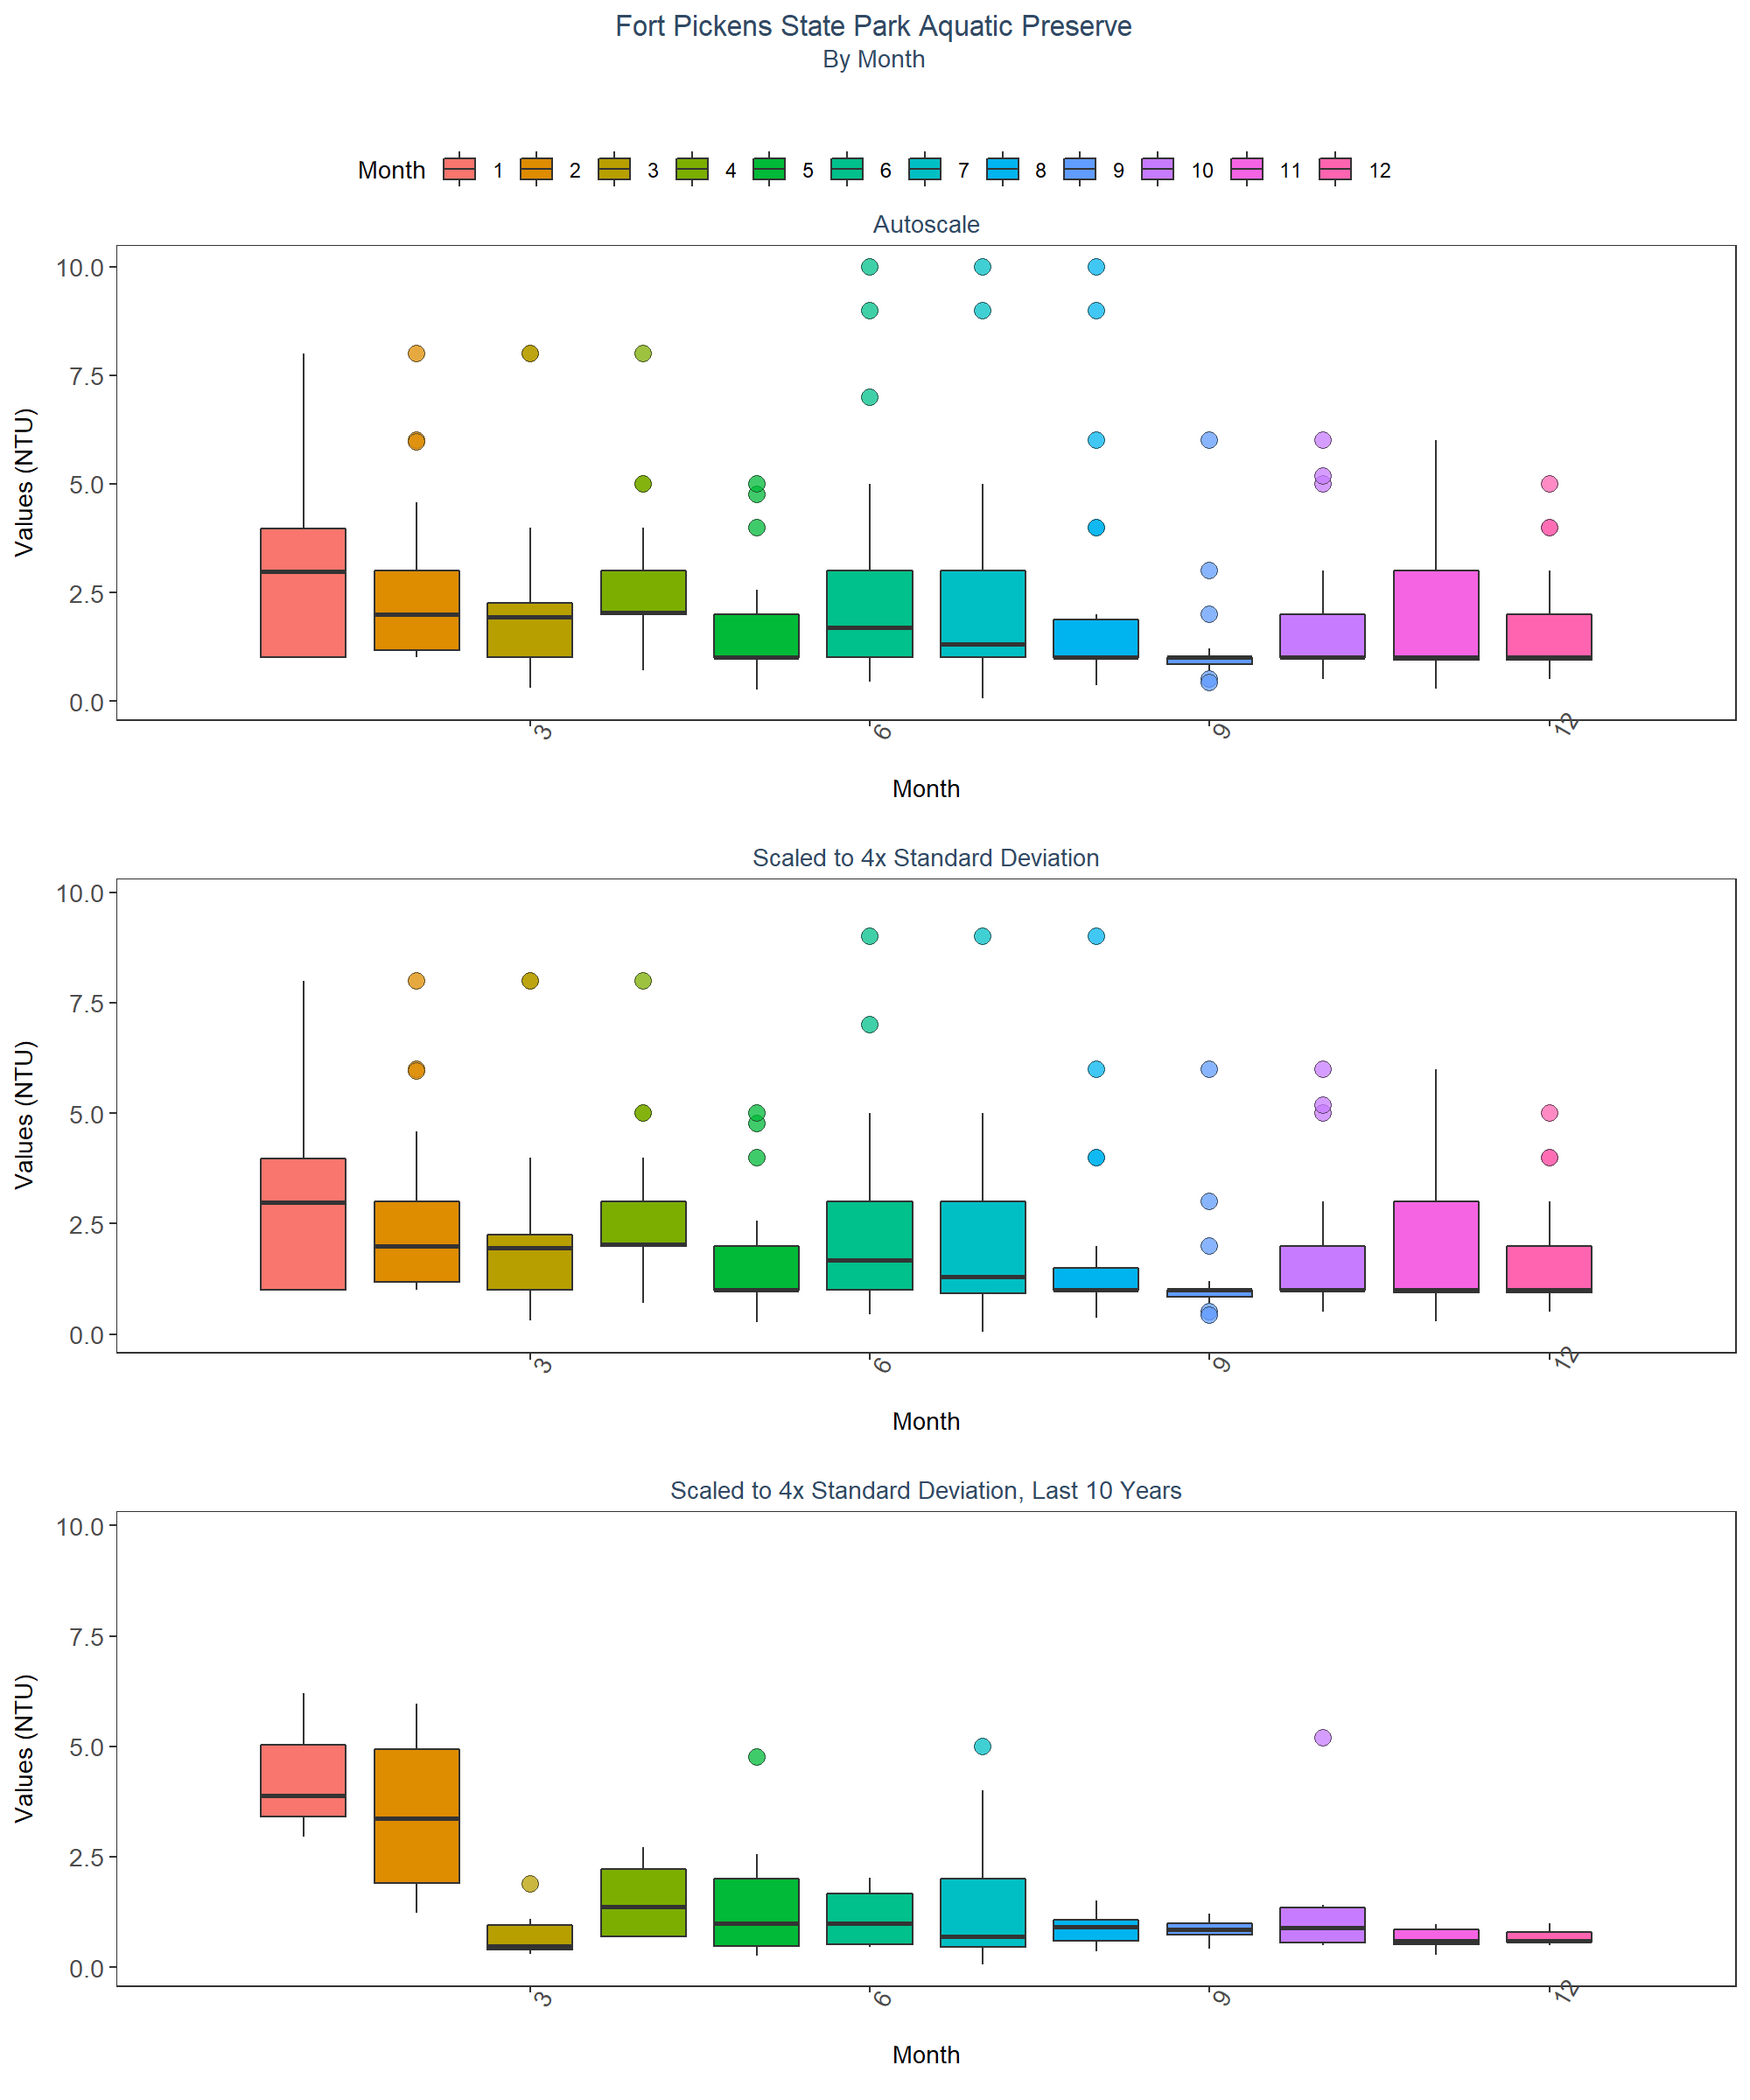 Fort Pickens State Park Aquatic Preserve
By Month
Month 1 2 3 4 5 6 7 8 9 10 11 12
Autoscale
Values (NTU)
10.0
7.5
5.0
2.5
0.0
3 6 9 12
Month
Scaled to 4x Standard Deviation
Values (NTU)
10.0
7.5
5.0
2.5
0.0
3 6 9 12
Month
Scaled to 4x Standard Deviation, Last 10 Years
Values (NTU)
10.0
7.5
5.0
2.5
0.0
3 6 9 12
Month